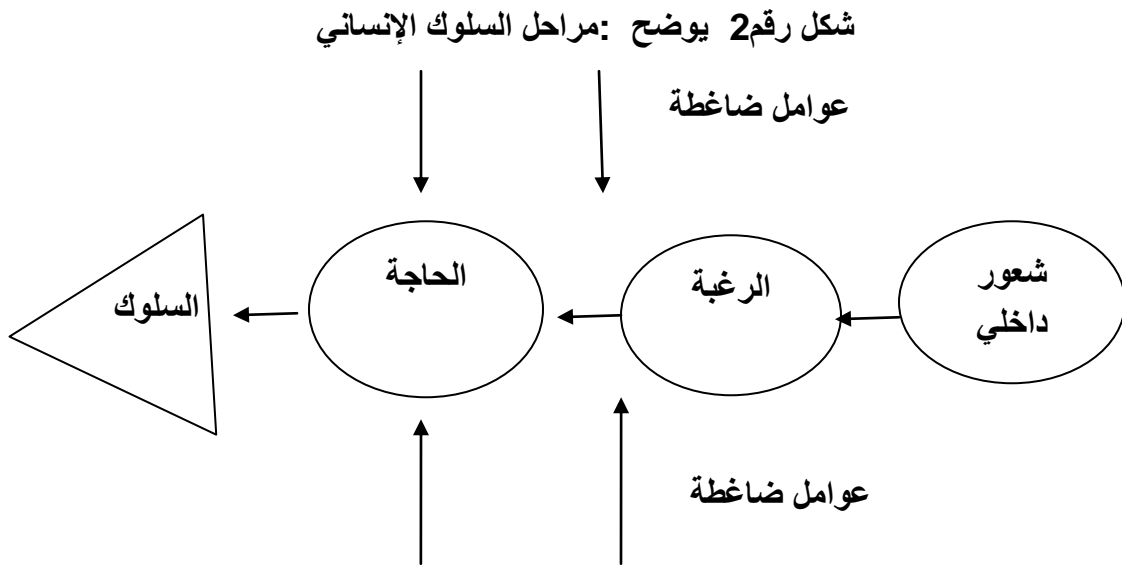 شكل رقم2 يوضح :مراحل السلوك الإنساني
عوامل ضاغطة
شعور
داخلي
الرغبة
الحاجة
السلوك
عوامل ضاغطة